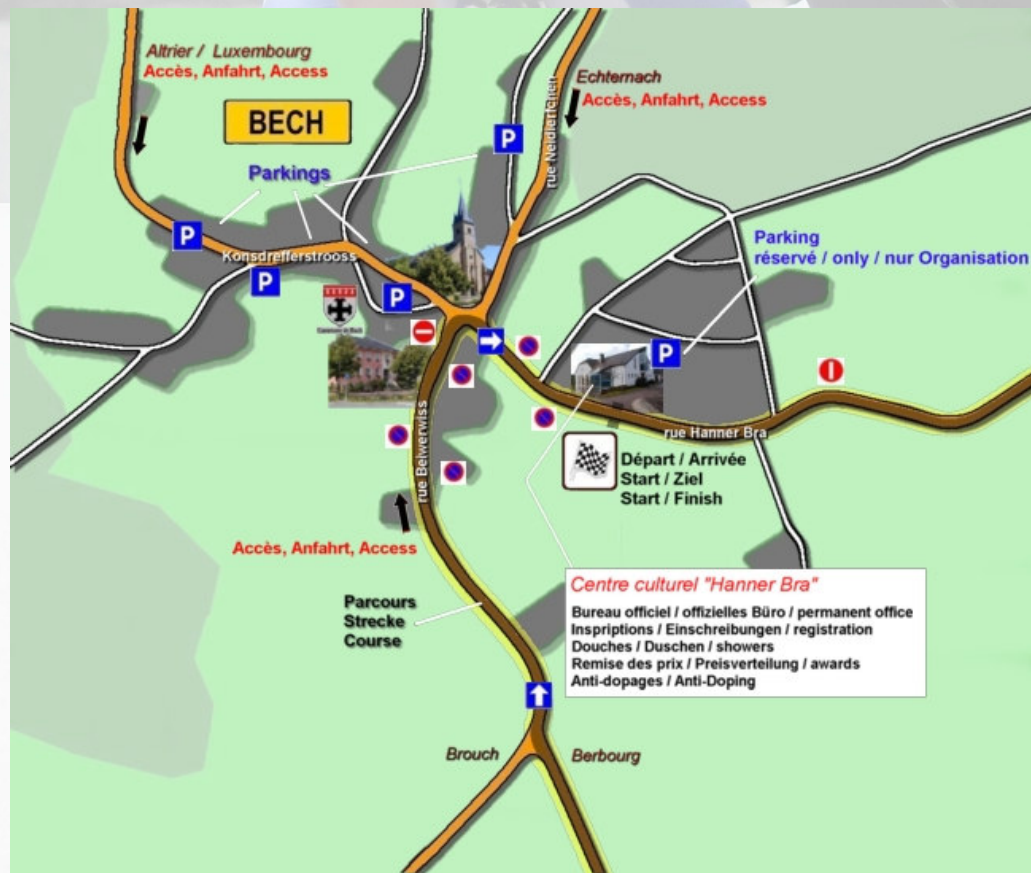 Altrier / Luxembourg
Accès, Anfahrt, Access
Echternach
Accès, Anfahrt, Access
BECH
rue Neidierfchen
P
Parkings
P
Parking
réservé / only / nur Organisation
Konsdrefferstrooss
P
P
P
rue Hanner Bra
rue Belwerwiss
Départ / Arrivée
Start / Ziel
Start / Finish
Accès, Anfahrt, Access
Centre culturel "Hanner Bra"
Bureau officiel / offizielles Büro / permanent office
Inspriptions / Einschreibungen / registration
Douches / Duschen / showers
Remise des prix / Preisverteilung / awards
Anti-dopages / Anti-Doping
Parcours
Strecke
Course
Brouch
Berbourg